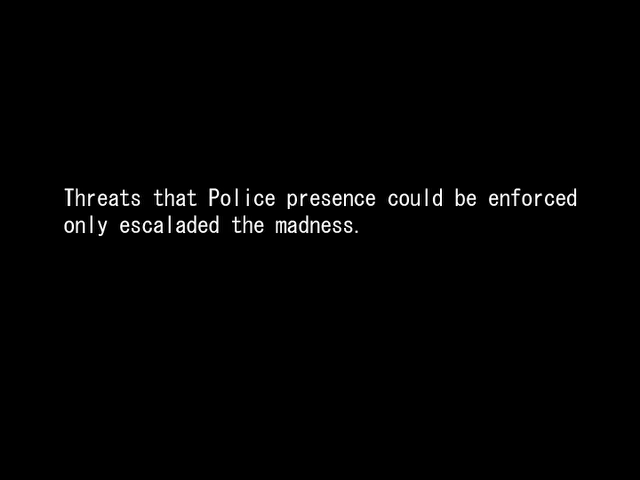 Threats that Police presence could be enforced
only escaladed the madness.